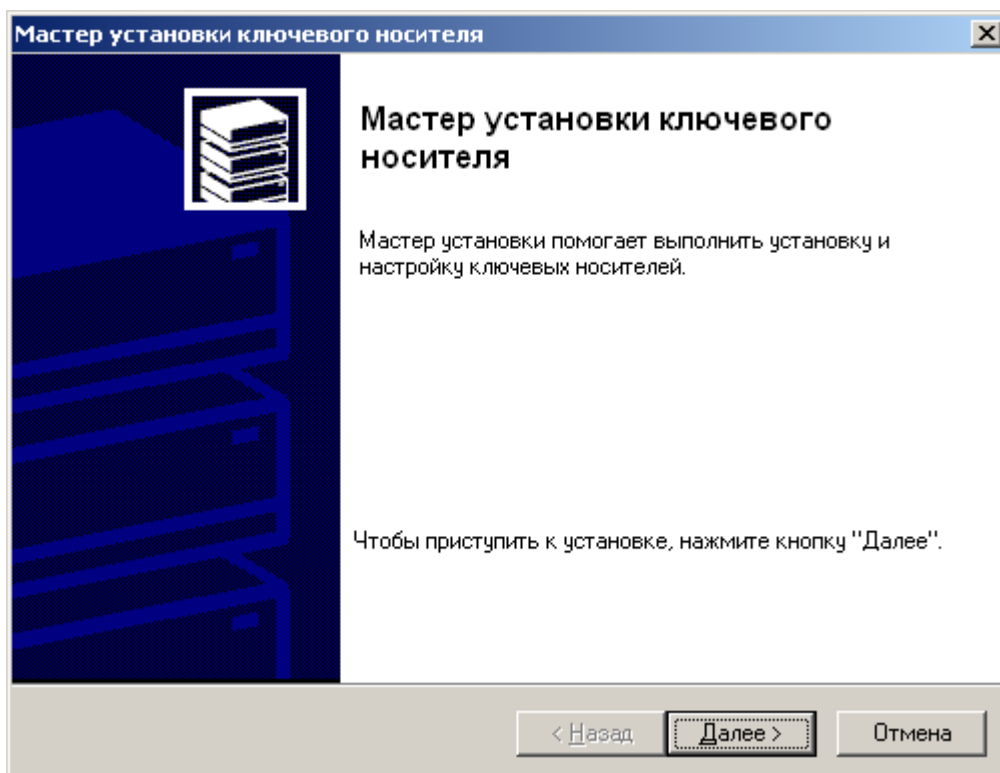 Мастер установки ключевого носителя
Мастер установки ключевого
носителя
Мастер установки помогает выполнить установку и
настройку ключевых носителей.
Чтобы приступить к установке, нажмите кнопку "Далее".
< Назад
Далее >
Отмена